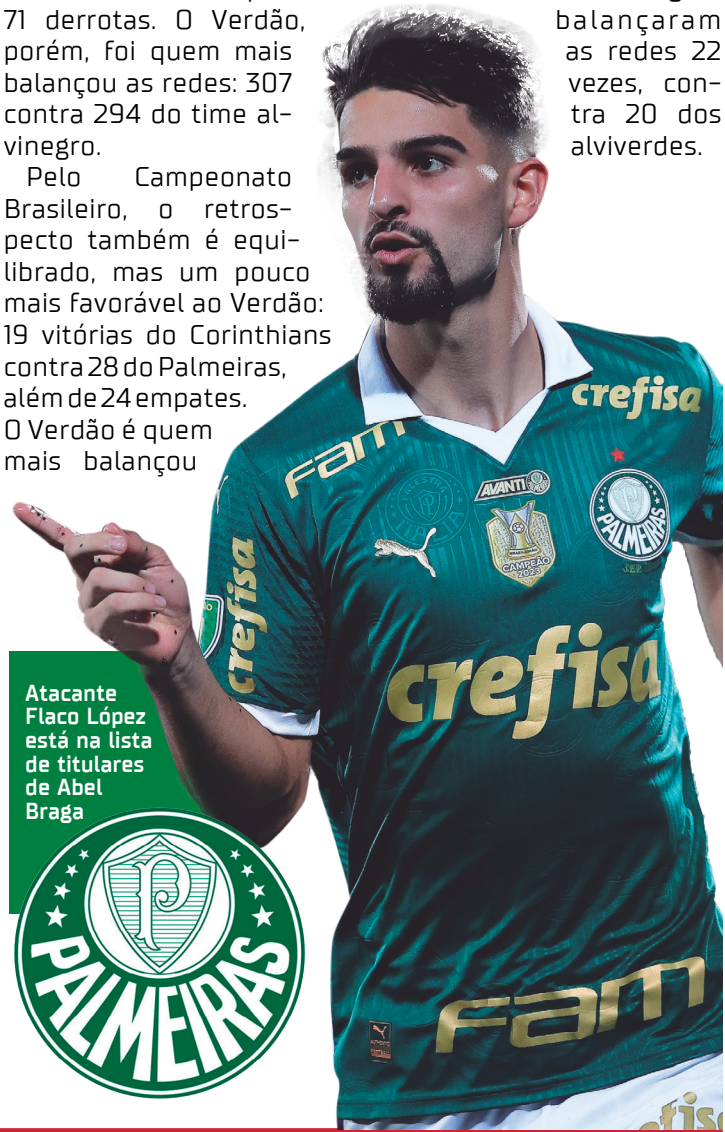 71 derrotas. O Verdão,
porém, foi quem mais
balançou as redes: 307
contra 294 do time al-
vinegro.
Pelo Campeonato
Brasileiro, o retros-
pecto também é equi-
librado, mas um pouco
mais favorável ao Verdão:
19 vitórias do Corinthians
contra 28 do Palmeiras,
além de 24 empates.
O Verdão é quem
mais balançou
balançaram
as redes 22
vezes, con-
tra 20 dos
alviverdes.
crefisa
Fam
AVANTI
PALMEIRAS
BRASILEIRÃO
CAMPEÃO
2023
S.E.P.
crefisa
crefisa
Atacante
Flaco López
está na lista
de titulares
de Abel
Braga
P
PALMEIRAS
Fam